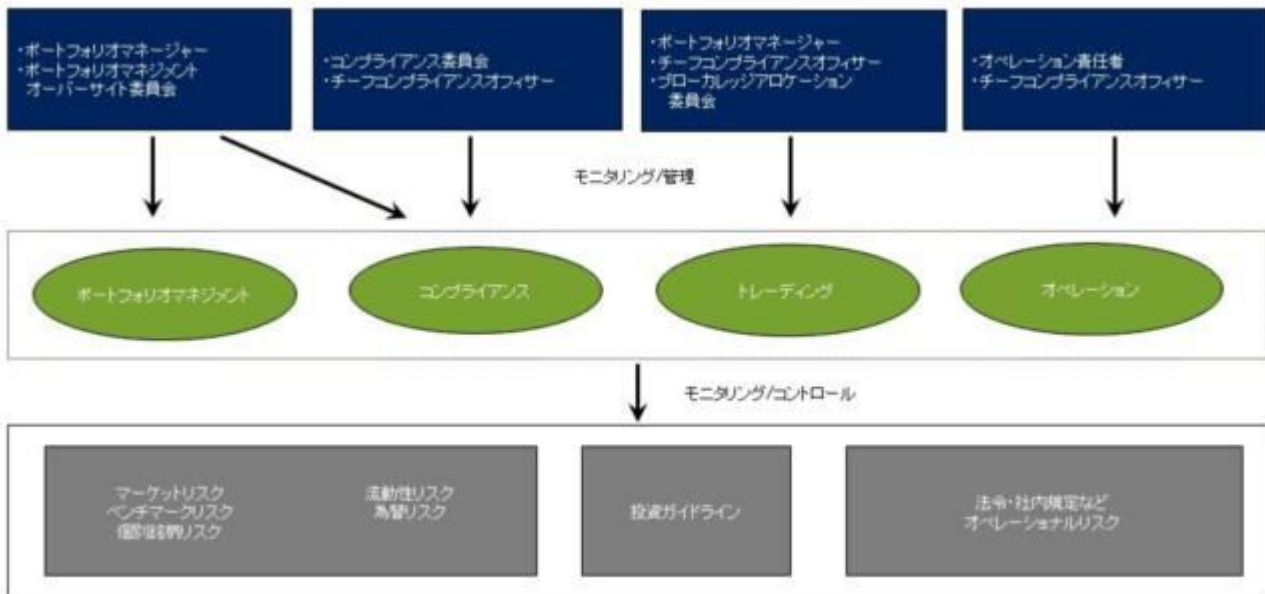 ・ポートフォリオマネージャー
・ポートフォリオマネジメント
オーバーサイト委員会
・コンプライアンス委員会
・チーフコンプライアンスオフィサー
・ポートフォリオマネージャー
・チーフコンプライアンスオフィサー
・ブローカレッジアロケーション
委員会
・オペレーション責任者
・チーフコンプライアンスオフィサー
モニタリング/管理
ポートフォリオマネジメント
コンプライアンス
トレーディング
オペレーション
モニタリング/コントロール
マーケットリスク
ベンチマークリスク
個別銘柄リスク
流動性リスク
為替リスク
投資ガイドライン
法令・社内規定など
オペレーショナルリスク